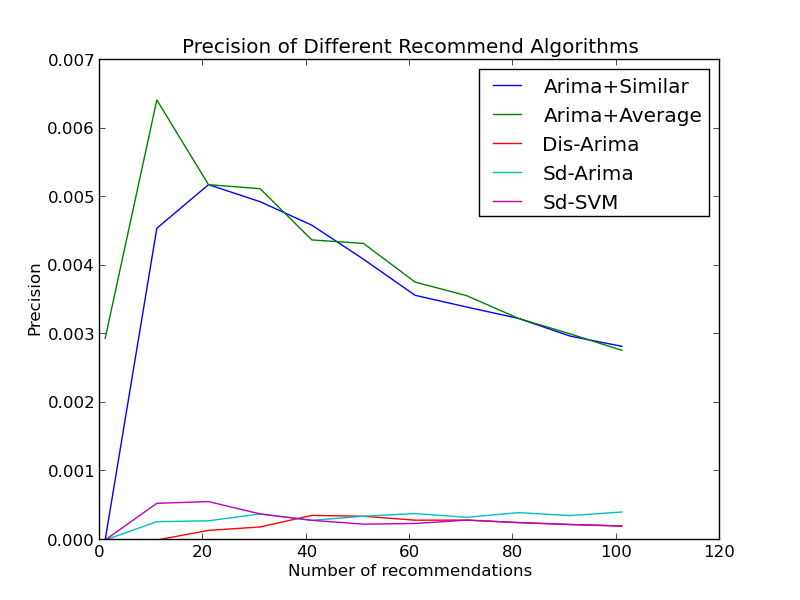 Precision of Different Recommend Algorithms
0.007
0.006
0.005
0.004
0.003
0.002
0.001
0.000
Precision
Arima+Similar
Arima+Average
Dis-Arima
Sd-Arima
Sd-SVM
0 20 40 60 80 100 120
Number of recommendations